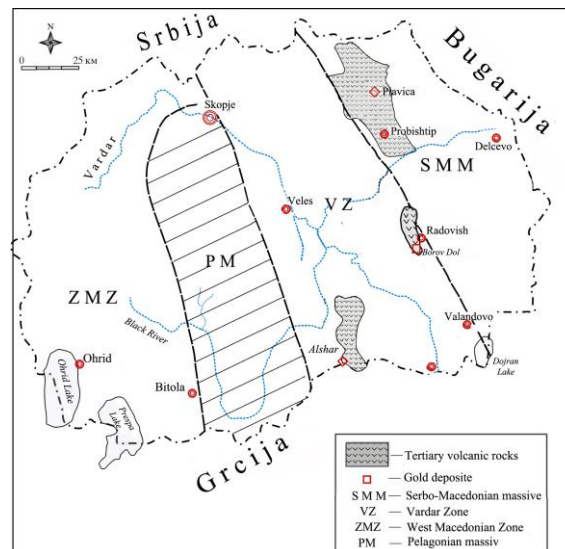 Srbija
Bugarija
N
0 25 KM
Skopje
Vardar
Plavica
Probishtip
Delcevo
S M M
Veles
V Z
Radovish
Borov Dol
P M
Z M Z
Black River
Valandovo
Alshar
Dojran
Lake
Ohrid
Ohrid Lake
Bitola
Prespa
Lake
Grcija
Tertiary volcanic rocks
Gold deposite
S M M — Serbo-Macedonian massive
VZ — Vardar Zone
ZMZ — West Macedonian Zone
PM — Pelagonian massiv